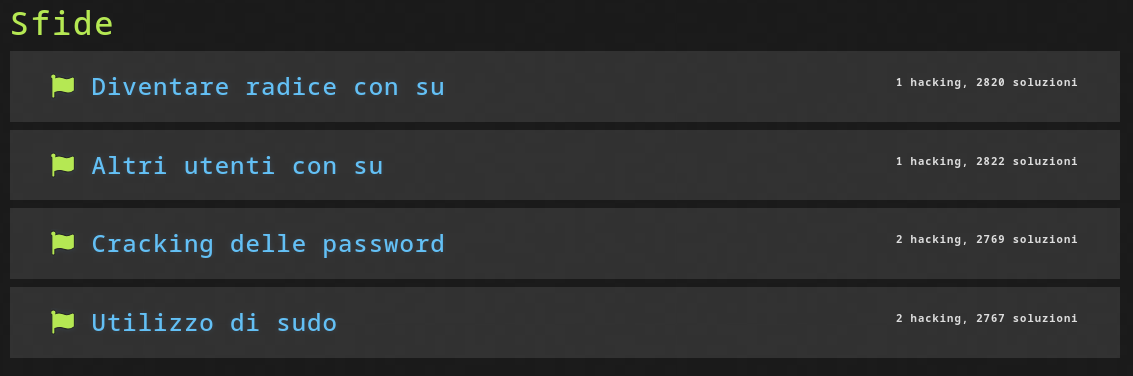 Sfide
Diventare radice con su
1 hacking, 2820 soluzioni
Altri utenti con su
1 hacking, 2822 soluzioni
Cracking delle password
2 hacking, 2769 soluzioni
Utilizzo di sudo
2 hacking, 2767 soluzioni